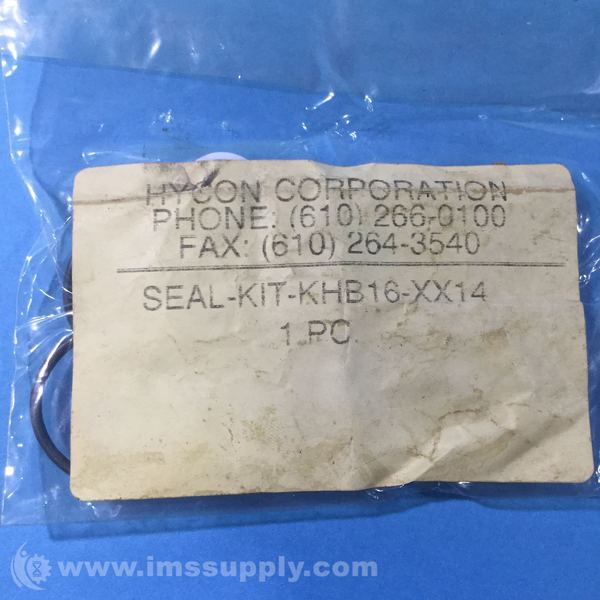 HYCON CORPORATION
PHONE: (610) 266-0100
FAX: (610) 264-3540
SEAL-KIT-KHB16-XX14
1 PC.
www.imssupply.com